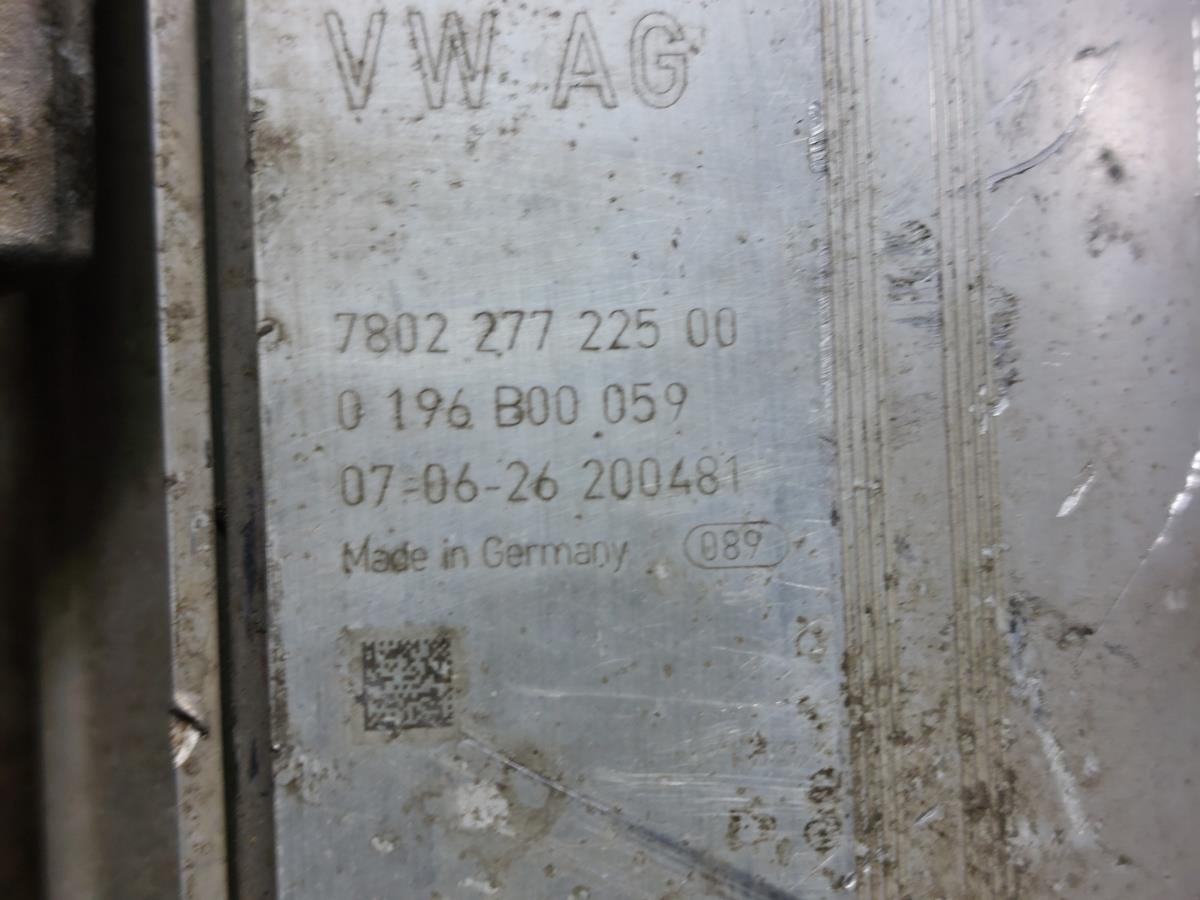 VW AG
7802 277 225 00
0 196 B00 059
07-06-26 200481
Made in Germany 089